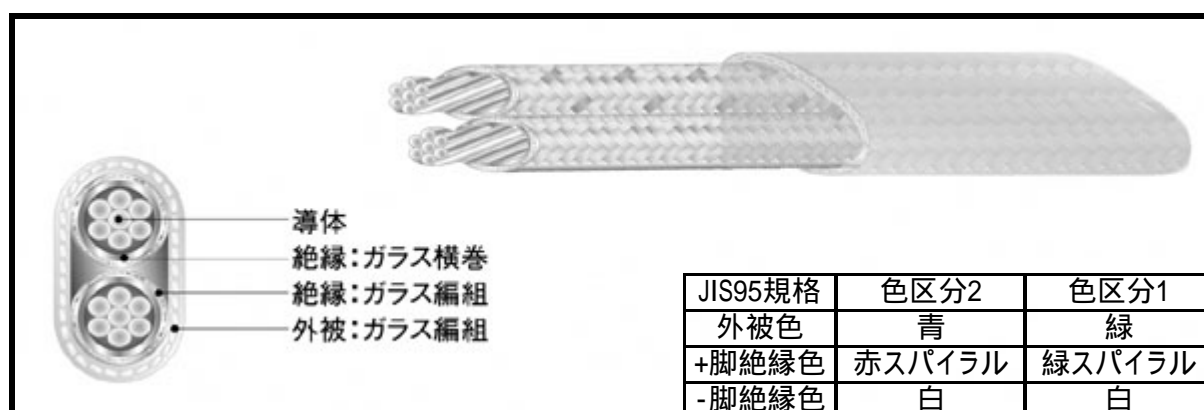 導体
絶縁：ガラス横巻
絶縁：ガラス編組
外被：ガラス編組
JIS95規格 色区分2 色区分1
外被色 青 緑
+脚絶縁色 赤スパイラル 緑スパイラル
-脚絶縁色 白 白